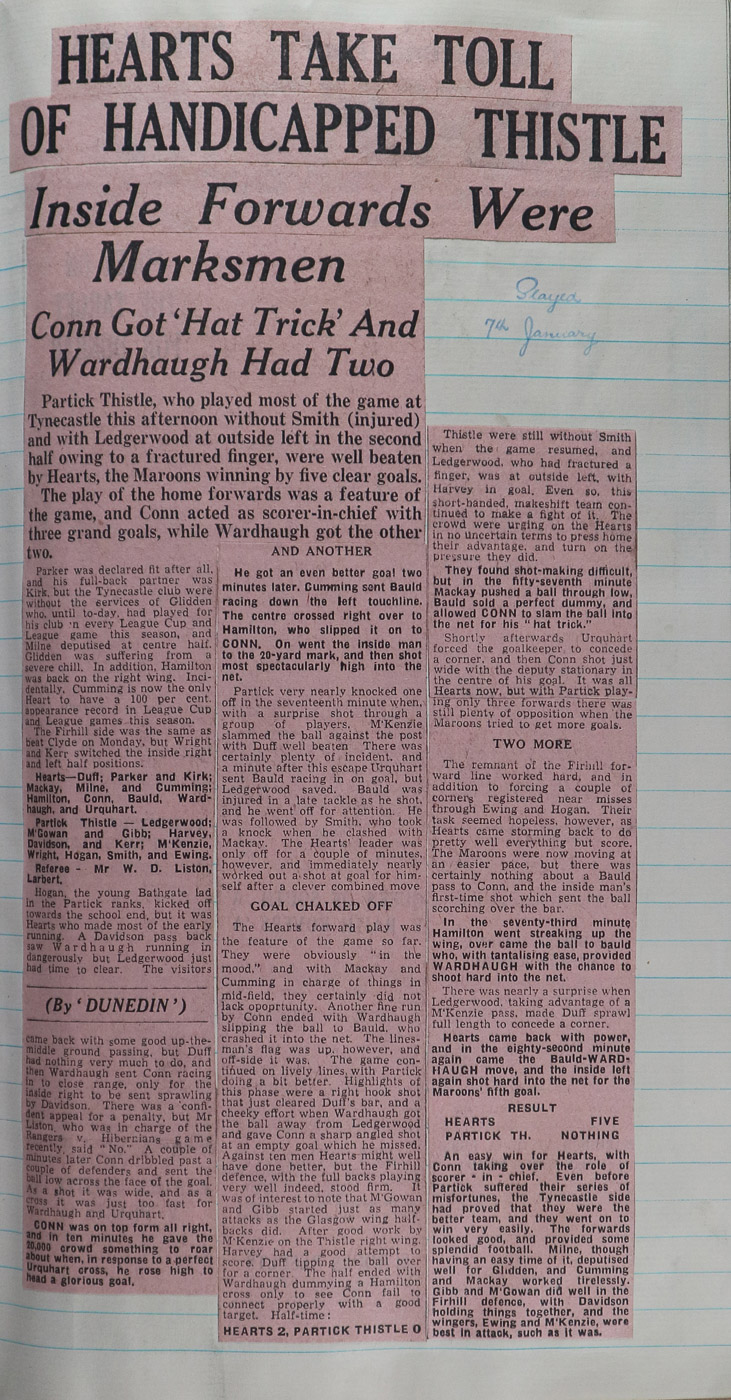 HEARTS TAKE TOLL
OF HANDICAPPED THISTLE
Inside Forwards Were
Marksmen
Conn Got 'Hat Trick' And
Wardhaugh Had Two
Played
7th January
Partick Thistle, who played most of the game at
Tynecastle this afternoon without Smith (injured)
and with Ledgerwood at outside left in the second
half owing to a fractured finger, were well beaten
by Hearts, the Maroons winning by five clear goals.
The play of the home forwards was a feature of
the game, and Conn acted as scorer-in-chief with
three grand goals, while Wardhaugh got the other
two.
Parker was declared fit after all,
and his full-back partner was
Kirk, but the Tynecastle club were
without the services of Glidden
who, until to-day, had played for
his club in every League Cup and
League game this season, and
Milne deputised at centre half.
Glidden was suffering from a
severe chill. In addition, Hamilton
was back on the right wing. Inci-
dentally, Cumming is now the only
Heart to have a 100 per cent.
appearance record in League Cup
and League games this season.
The Firhill side was the same as
beat Clyde on Monday, but Wright
and Kerr switched the inside right
and left half positions.
Hearts—Duff; Parker and Kirk;
Mackay, Milne, and Cumming;
Hamilton, Conn, Bauld, Ward-
haugh, and Urquhart.
Partick Thistle — Ledgerwood;
M'Gowan and Gibb; Harvey,
Davidson, and Kerr; M'Kenzie,
Wright, Hogan, Smith, and Ewing.
Referee - Mr W. D. Liston,
Larbert.
Hogan, the young Bathgate lad
in the Partick ranks, kicked off
towards the school end, but it was
Hearts who made most of the early
running. A Davidson pass back
saw Wardhaugh running in
dangerously but Ledgerwood just
had time to clear. The visitors
(By 'DUNEDIN')
came back with some good up-the-
middle ground passing, but Duff
had nothing very much to do, and
then Wardhaugh sent Conn racing
in to close range, only for the
inside right to be sent sprawling
by Davidson. There was a confi-
dent appeal for a penalty, but Mr
Liston, who was in charge of the
Rangers v. Hibernians game
recently, said "No." A couple of
minutes later Conn dribbled past a
couple of defenders and sent the
ball low across the face of the goal.
As a shot it was wide, and as a
cross it was just too fast for
Wardhaugh and Urquhart.
CONN was on top form all right,
and in ten minutes he gave the
20,000 crowd something to roar
about when, in response to a perfect
Urquhart cross, he rose high to
head a glorious goal.
AND ANOTHER
He got an even better goal two
minutes later. Cumming sent Bauld
racing down the left touchline.
The centre crossed right over to
Hamilton, who slipped it on to
CONN. On went the inside man
to the 20-yard mark, and then shot
most spectacularly high into the
net.
Partick very nearly knocked one
off in the seventeenth minute when,
with a surprise shot through a
group of players, M'Kenzie
slammed the ball against the post
with Duff well beaten There was
certainly plenty of incident, and
a minute after this escape Urquhart
sent Bauld racing in on goal, but
Ledgerwood saved. Bauld was
injured in a late tackle as he shot,
and he went off for attention. He
was followed by Smith, who took
a knock when he clashed with
Mackay. The Hearts' leader was
only off for a couple of minutes,
however, and immediately nearly
worked out a shot at goal for him-
self after a clever combined move
GOAL CHALKED OFF
The Hearts forward play was
the feature of the game so far.
They were obviously "in the
mood," and with Mackay and
Cumming in charge of things in
mid-field, they certainly did not
lack opoprtunity. Another fine run
by Conn ended with Wardhaugh
slipping the ball to Bauld, who
crashed it into the net. The lines-
man's flag was up, however, and
off-side it was. The game con-
tinued on lively lines, with Partick
doing a bit better. Highlights of
this phase were a right hook shot
that just cleared Duff's bar, and a
cheeky effort when Wardhaugh got
the ball away from Ledgerwood
and gave Conn a sharp angled shot
at an empty goal which he missed.
Against ten men Hearts might well
have done better, but the Firhill
defence, with the full backs playing
very well indeed, stood firm. It
was of interest to note that M'Gowan
and Gibb started just as many
attacks as the Glasgow wing half-
backs did. After good work by
M'Kenzie on the Thistle right wing,
Harvey had a good attempt to
score, Duff tipping the ball over
for a corner. The half ended with
Wardhaugh dummying a Hamilton
cross only to see Conn fail to
connect properly with a good
target. Half-time:
HEARTS 2, PARTICK THISTLE 0
Thistle were still without Smith
when the game resumed, and
Ledgerwood, who had fractured a
finger, was at outside left, with
Harvey in goal. Even so, this
short-handed, makeshift team con-
tinued to make a fight of it. The
crowd were urging on the Hearts
in no uncertain terms to press home
their advantage, and turn on the
pressure they did.
They found shot-making difficult,
but in the fifty-seventh minute
Mackay pushed a ball through low,
Bauld sold a perfect dummy, and
allowed CONN to slam the ball into
the net for his "hat trick."
Shortly afterwards Urquhart
forced the goalkeeper to concede
a corner, and then Conn shot just
wide with the deputy stationary in
the centre of his goal. It was all
Hearts now, but with Partick play-
ing only three forwards there was
still plenty of opposition when the
Maroons tried to get more goals.
TWO MORE
The remnant of the Firhill for-
ward line worked hard, and in
addition to forcing a couple of
corners registered near misses
through Ewing and Hogan. Their
task seemed hopeless, however, as
Hearts came storming back to do
pretty well everything but score.
The Maroons were now moving at
an easier pace, but there was
certainly nothing about a Bauld
pass to Conn, and the inside man's
first-time shot which sent the ball
scorching over the bar.
In the seventy-third minute
Hamilton went streaking up the
wing, over came the ball to bauld
who, with tantalising ease, provided
WARDHAUGH with the chance to
shoot hard into the net.
There was nearly a surprise when
Ledgerwood, taking advantage of a
M'Kenzie pass, made Duff sprawl
full length to concede a corner.
Hearts came back with power,
and in the eighty-second minute
again came the Bauld-WARD-
HAUGH move, and the inside left
again shot hard into the net for the
Maroons' fifth goal.
RESULT
HEARTS FIVE
PARTICK TH. NOTHING
An easy win for Hearts, with
Conn taking over the role of
scorer - in - chief. Even before
Partick suffered their series of
misfortunes, the Tynecastle side
had proved that they were the
better team, and they went on to
win very easily. The forwards
looked good, and provided some
splendid football. Milne, though
having an easy time of it, deputised
well for Glidden, and Cumming
and Mackay worked tirelessly.
Gibb and M'Gowan did well in the
Firhill defence, with Davidson
holding things together, and the
wingers, Ewing and M'Kenzie, were
best in attack, such as it was.